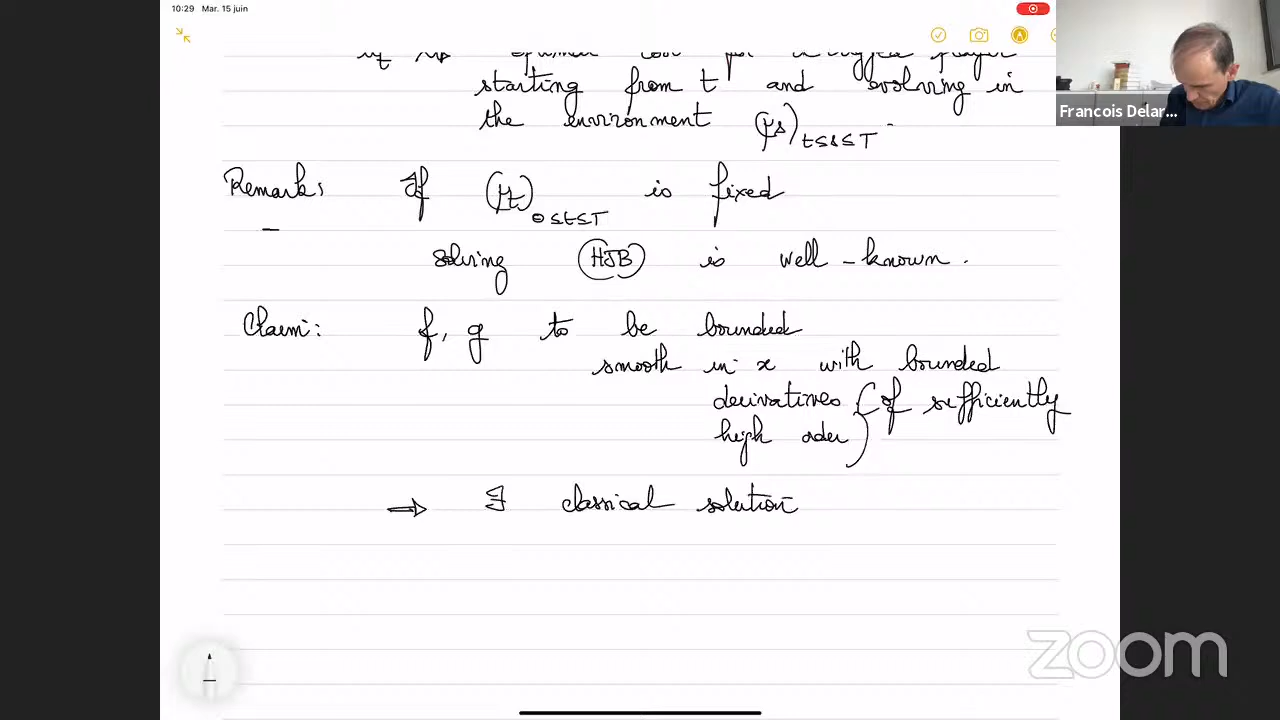 10:29 Mar. 15 juin
starting from t and evolving in
the environment (μs)t≤s≤T
Francois Delar...
Remark: If (μt)0≤t≤T is fixed
solving (HJB) is well-known.
Claim: f, g to be bounded
smooth in x with bounded
derivatives (of sufficiently
high order)
⇒ ∃ classical solution
zoom